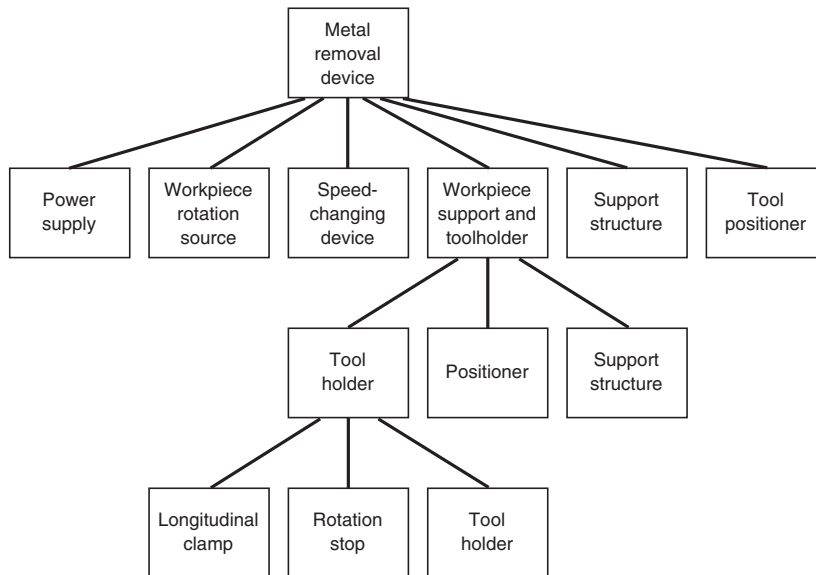 Metal
removal
device
Power
supply
Workpiece
rotation
source
Speed-
changing
device
Workpiece
support and
toolholder
Support
structure
Tool
positioner
Tool
holder
Positioner
Support
structure
Longitudinal
clamp
Rotation
stop
Tool
holder